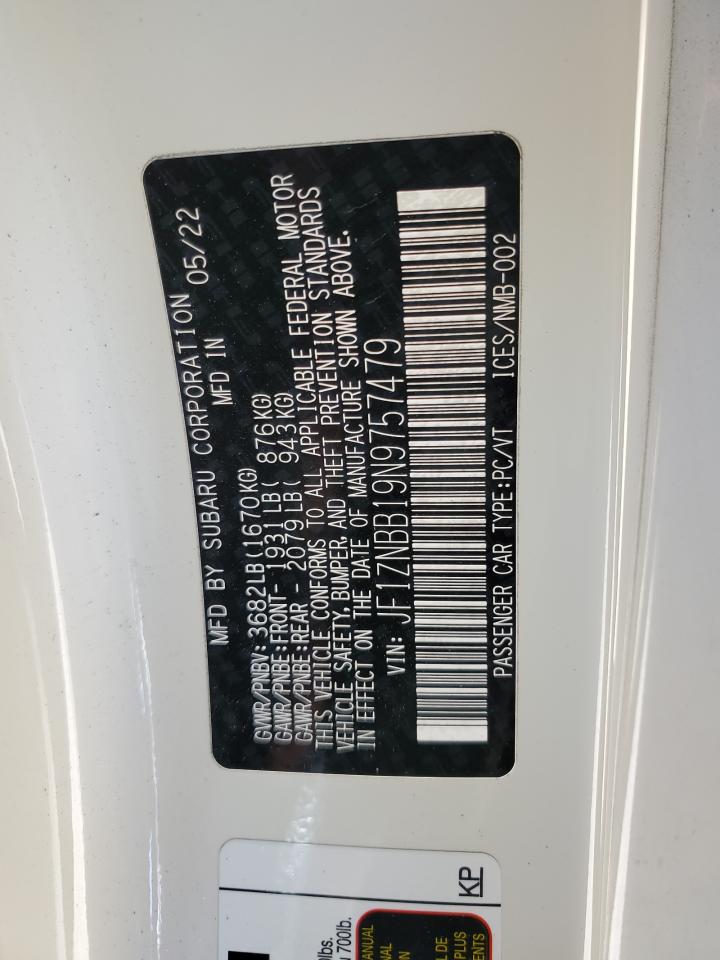 MFD BY SUBARU CORPORATION
MFD IN 05/22
GVWR/PNBV: 3682LB(1670KG)
GAWR/PNBE:FRONT- 1931LB( 876KG)
GAWR/PNBE:REAR - 2079LB( 943KG)
THIS VEHICLE CONFORMS TO ALL APPLICABLE FEDERAL MOTOR
VEHICLE SAFETY, BUMPER, AND THEFT PREVENTION STANDARDS
IN EFFECT ON THE DATE OF MANUFACTURE SHOWN ABOVE.
VIN: JF1ZNBB19N9757479
PASSENGER CAR TYPE:PC/VT ICES/NMB-002
700lb.
KP
PLUS